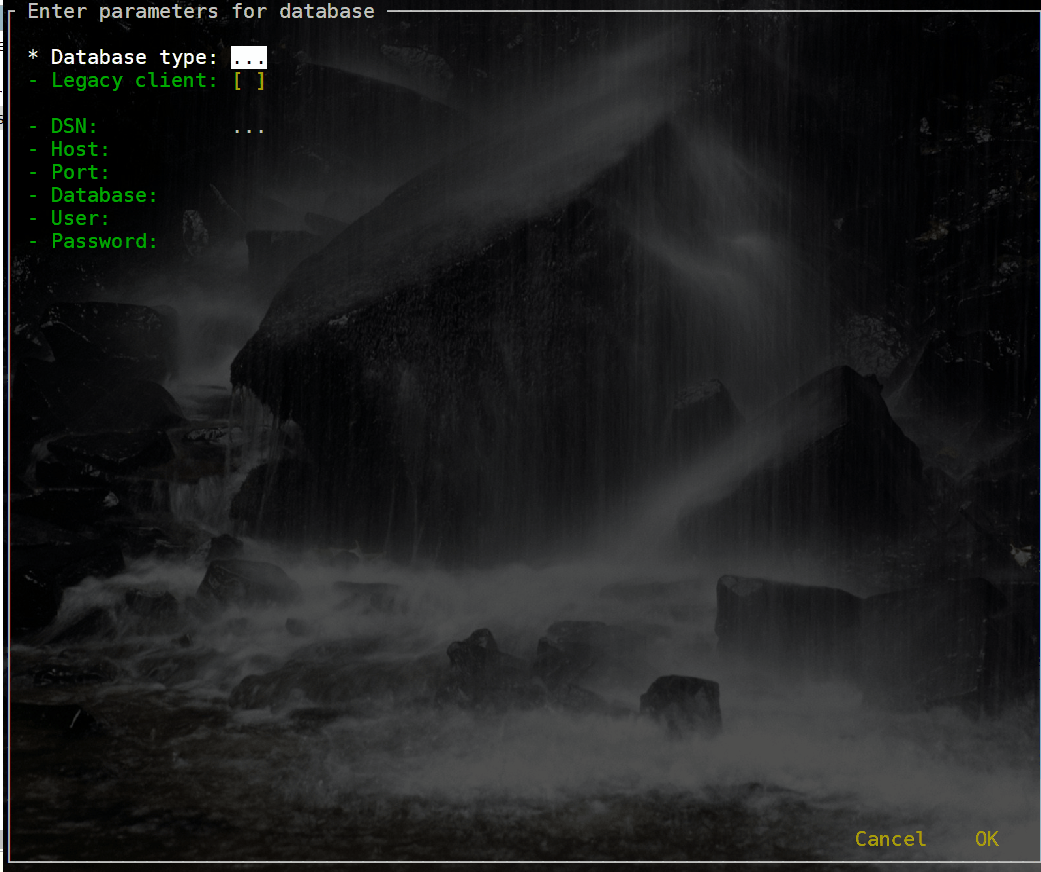 Enter parameters for database
* Database type: ...
- Legacy client: [ ]
- DSN: ...
- Host:
- Port:
- Database:
- User:
- Password:
Cancel OK